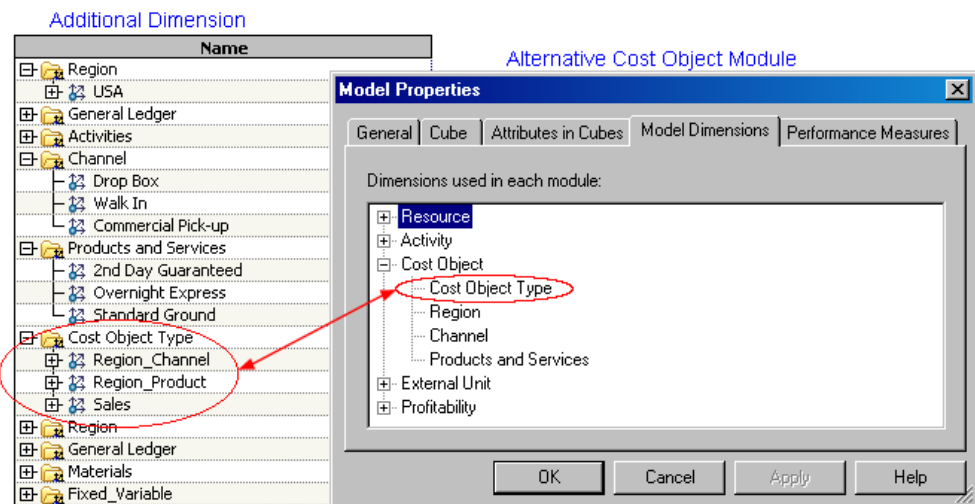 Additional Dimension
Name
Region
USA
General Ledger
Activities
Channel
Drop Box
Walk In
Commercial Pick-up
Products and Services
2nd Day Guaranteed
Overnight Express
Standard Ground
Cost Object Type
Region_Channel
Region_Product
Sales
Region
General Ledger
Materials
Fixed_Variable
Alternative Cost Object Module
Model Properties
General Cube Attributes in Cubes Model Dimensions Performance Measures
Dimensions used in each module:
Resource
Activity
Cost Object
Cost Object Type
Region
Channel
Products and Services
External Unit
Profitability
OK Cancel Apply Help